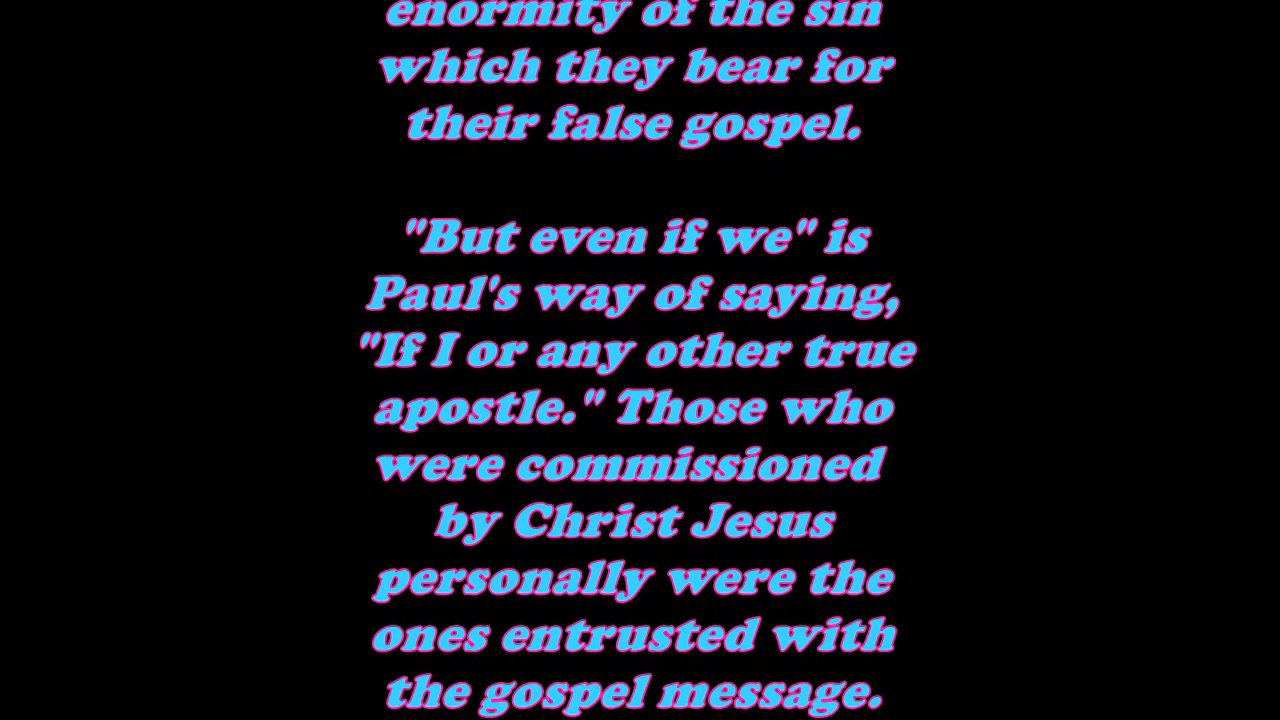 enormity of the sin
which they bear for
their false gospel.
"But even if we" is
Paul's way of saying,
"If I or any other true
apostle." Those who
were commissioned
by Christ Jesus
personally were the
ones entrusted with
the gospel message.